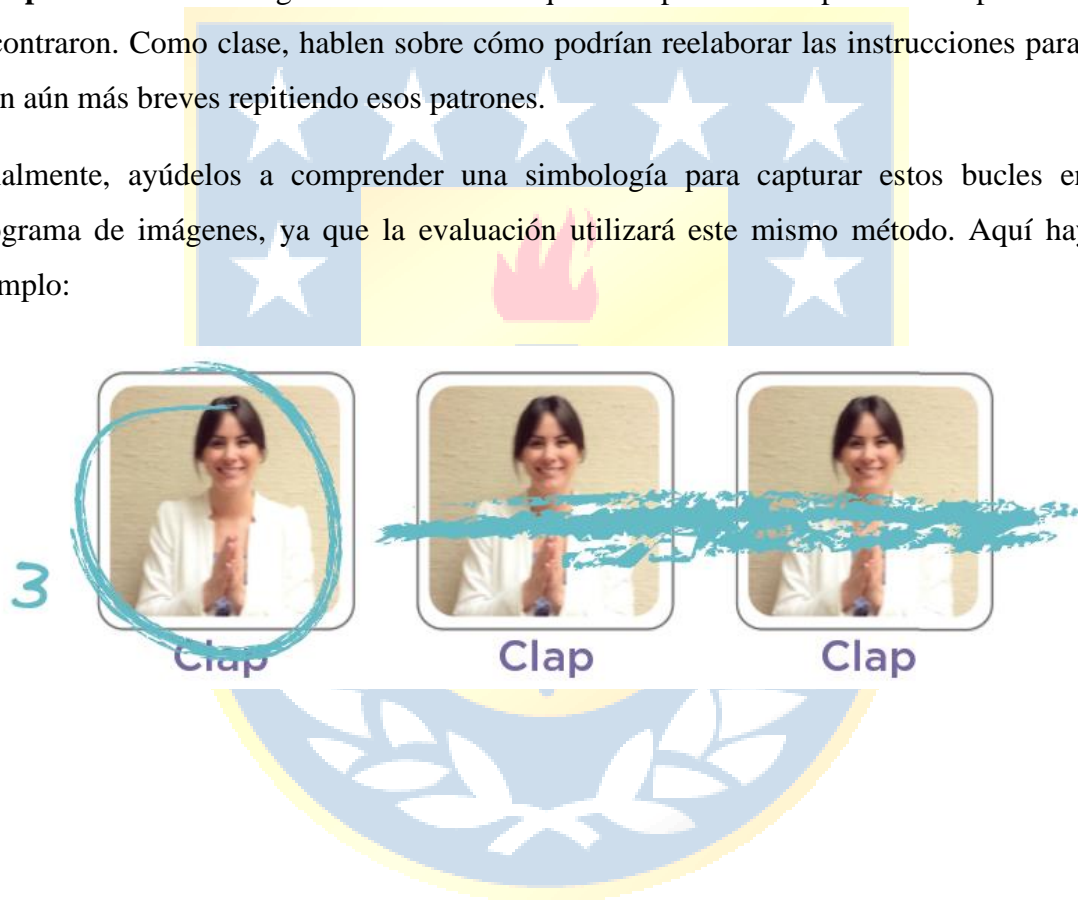 contraron. Como clase, hablen sobre cómo podrían reelaborar las instrucciones para
n aún más breves repitiendo esos patrones.
almente, ayúdelos a comprender una simbología para capturar estos bucles en
grama de imágenes, ya que la evaluación utilizará este mismo método. Aquí hay
mplo:
3
Clap Clap Clap